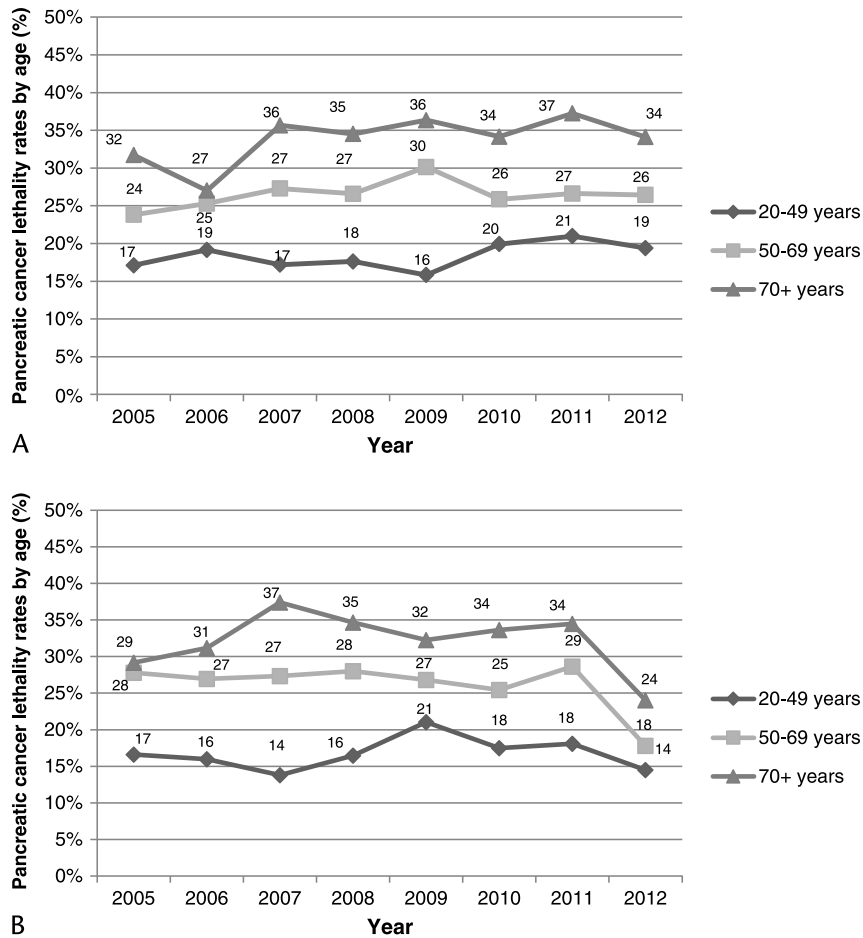 Pancreatic cancer lethality rates by age (%)
50%
45%
40%
35%
30%
25%
20%
15%
10%
5%
0%
32 27 36 35 36 34 37 34
24 25 27 27 30 26 27 26
17 19 17 18 16 20 21 19
2005 2006 2007 2008 2009 2010 2011 2012
Year
20-49 years
50-69 years
70+ years
A
Pancreatic cancer lethality rates by age (%)
50%
45%
40%
35%
30%
25%
20%
15%
10%
5%
0%
29 31 37 35 32 34 34 24
28 27 27 28 27 25 29 18
17 16 14 16 21 18 18 14
2005 2006 2007 2008 2009 2010 2011 2012
Year
20-49 years
50-69 years
70+ years
B